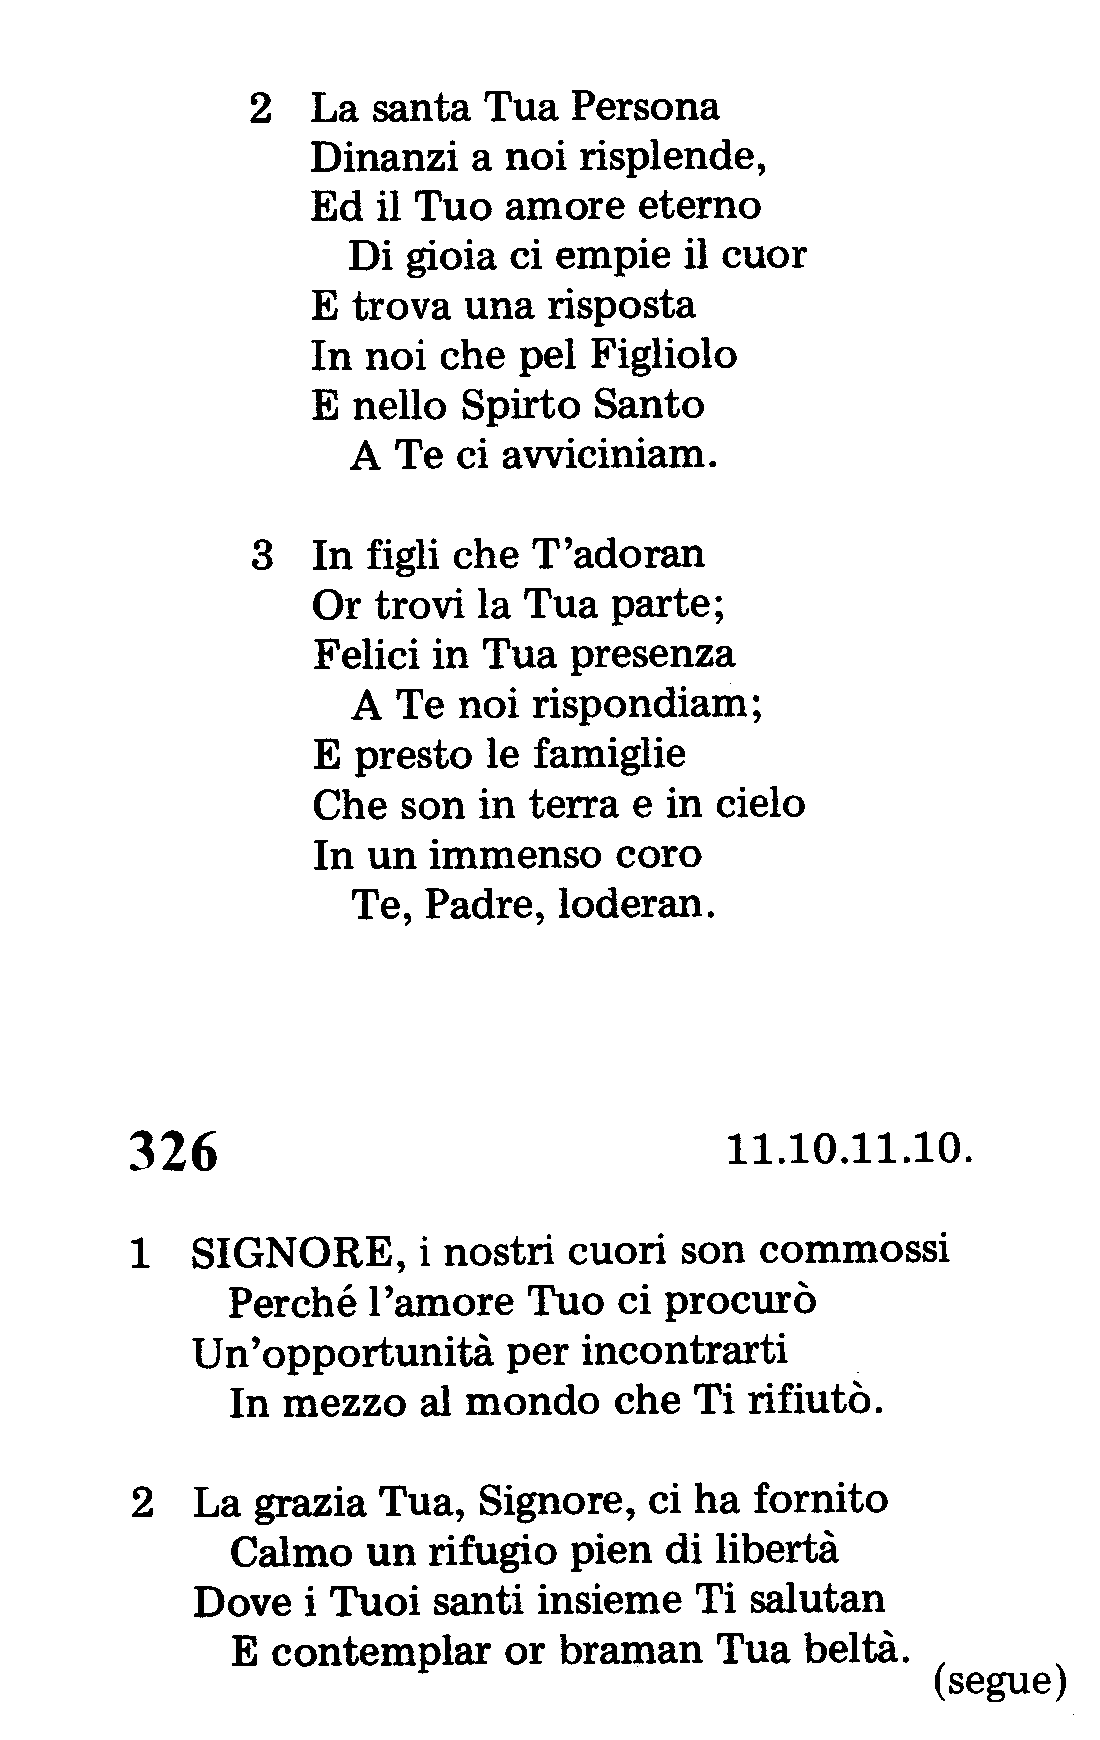 2 La santa Tua Persona
Dinanzi a noi risplende,
Ed il Tuo amore eterno
Di gioia ci empie il cuor
E trova una risposta
In noi che pel Figliolo
E nello Spirto Santo
A Te ci avviciniam.
3 In figli che T'adoran
Or trovi la Tua parte;
Felici in Tua presenza
A Te noi rispondiam;
E presto le famiglie
Che son in terra e in cielo
In un immenso coro
Te, Padre, loderan.
326 11.10.11.10.
1 SIGNORE, i nostri cuori son commossi
Perché l'amore Tuo ci procurò
Un'opportunità per incontrarti
In mezzo al mondo che Ti rifiutò.
2 La grazia Tua, Signore, ci ha fornito
Calmo un rifugio pien di libertà
Dove i Tuoi santi insieme Ti salutan
E contemplar or braman Tua beltà.
(segue)